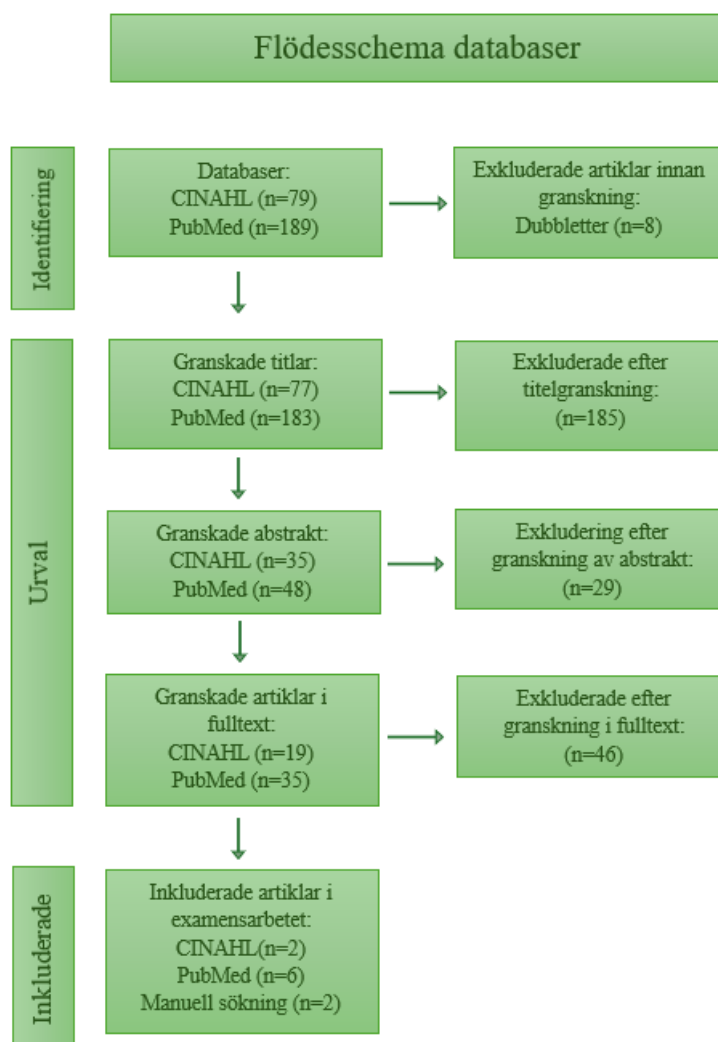 Flödesschema databaser
Identifiering
Databaser:
CINAHL (n=79)
PubMed (n=189)
Exkluderade artiklar innan
granskning:
Dubbletter (n=8)
Urval
Granskade titlar:
CINAHL (n=77)
PubMed (n=183)
Exkluderade efter
titelgranskning:
(n=185)
Granskade abstrakt:
CINAHL (n=35)
PubMed (n=48)
Exkludering efter
granskning av abstrakt:
(n=29)
Granskade artiklar i
fulltext:
CINAHL (n=19)
PubMed (n=35)
Exkluderade efter
granskning i fulltext:
(n=46)
Inkluderade
Inkluderade artiklar i
examensarbetet:
CINAHL(n=2)
PubMed (n=6)
Manuell sökning (n=2)